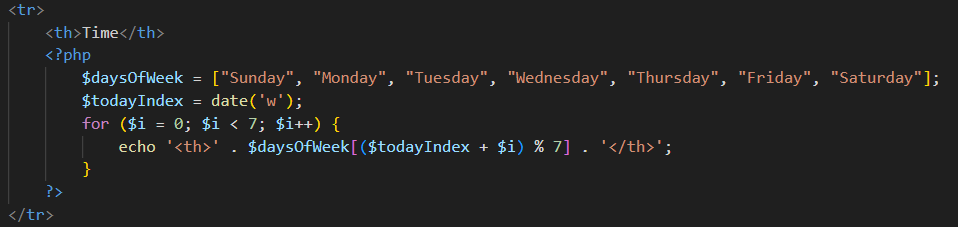 <tr>
    <th>Time</th>
    <?php
        $daysOfWeek = ["Sunday", "Monday", "Tuesday", "Wednesday", "Thursday", "Friday", "Saturday"];
        $todayIndex = date('w');
        for ($i = 0; $i < 7; $i++) {
            echo '<th>' . $daysOfWeek[($todayIndex + $i) % 7] . '</th>';
        }
    ?>
</tr>